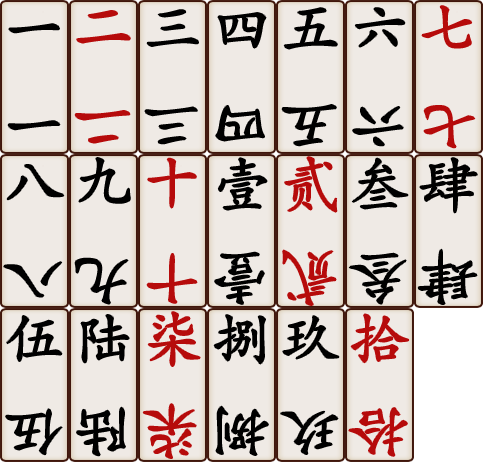 一 二 三 四 五 六 七
一 二 三 四 五 六 七
八 九 十 壹 贰 叁 肆
八 九 十 壹 贰 叁 肆
伍 陆 柒 捌 玖 拾
伍 陆 柒 捌 玖 拾